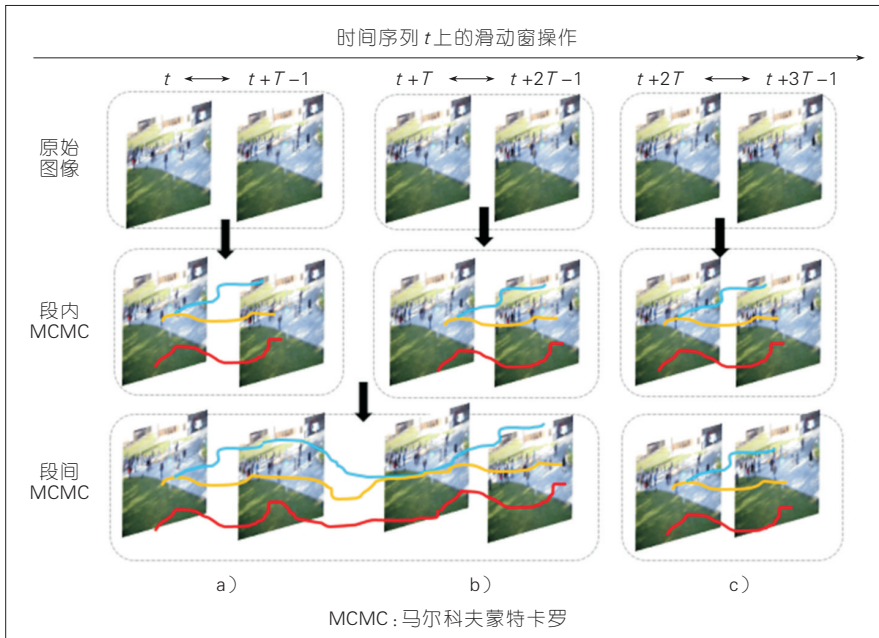 时间序列 t 上的滑动窗操作
t ⟷ t+T-1
t+T ⟷ t+2T-1
t+2T ⟷ t+3T-1
原始
图像
段内
MCMC
段间
MCMC
a）
b）
c）
MCMC：马尔科夫蒙特卡罗